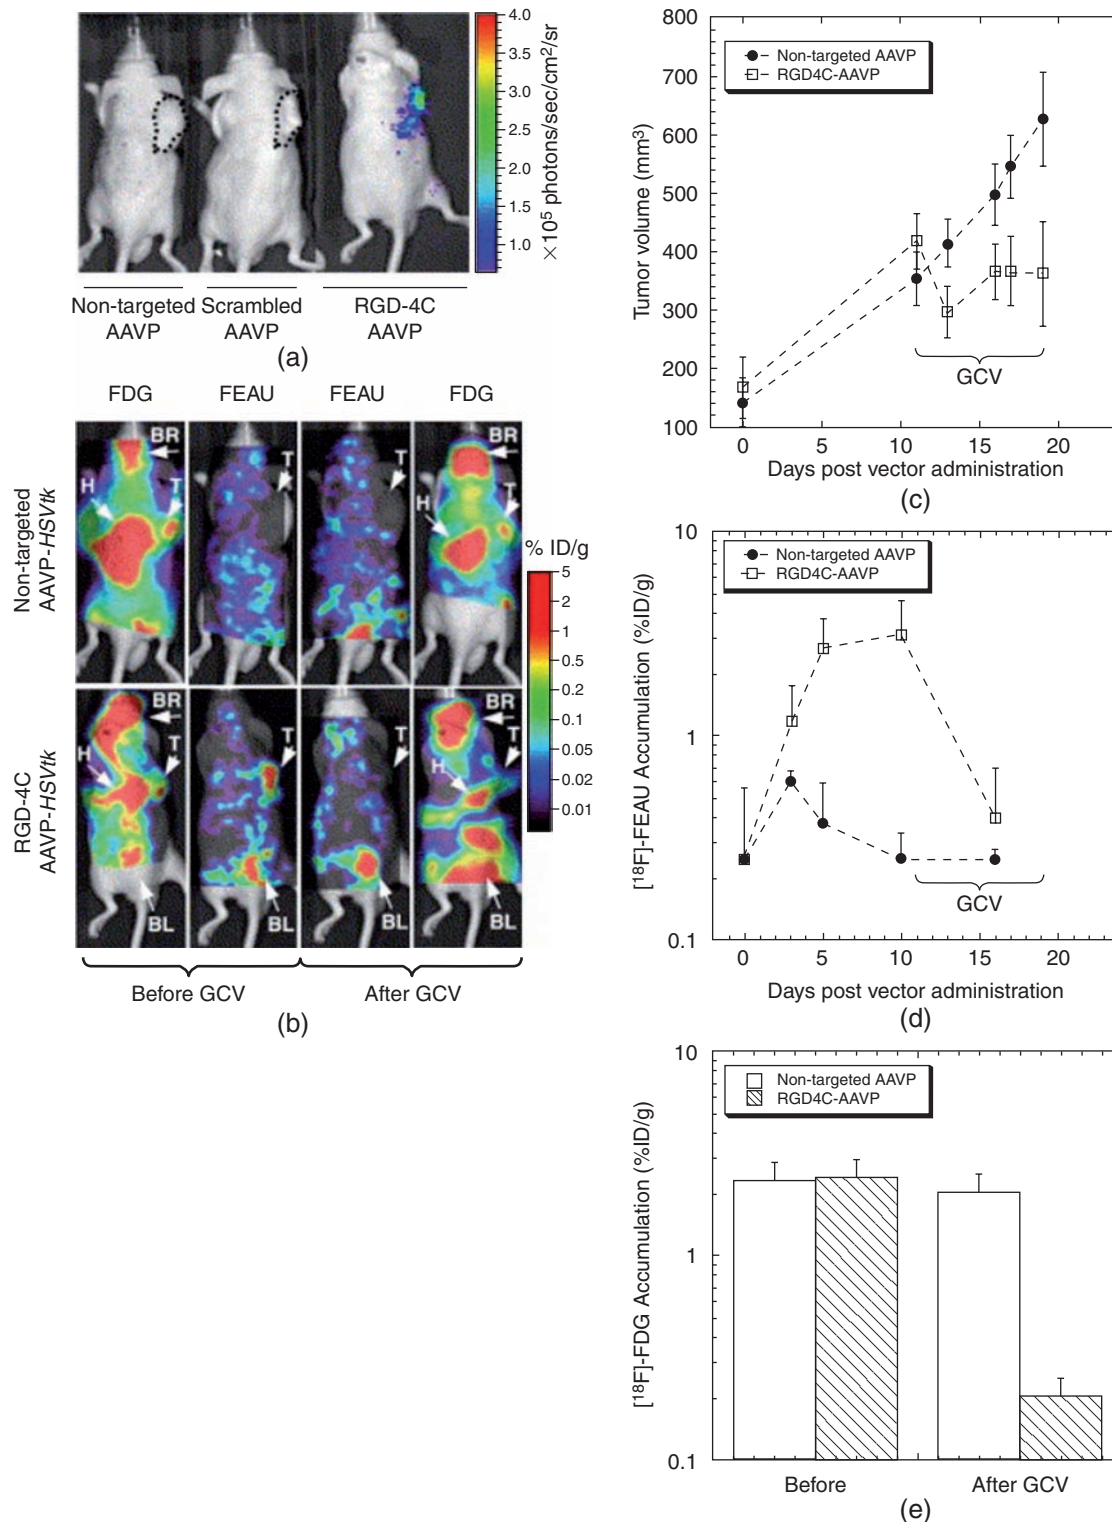 4.0
3.0
2.0
1.0
×10⁵ photons/sec/cm²/sr
Non-targeted
AAVP
Scrambled
AAVP
RGD-4C
AAVP
(a)
FDG
FEAU
FEAU
FDG
Non-targeted
AAVP-HSVtk
RGD-4C
AAVP-HSVtk
BR
H
T
T
T
BR
H
T
BR
H
T
BL
T
BL
T
BL
BR
H
T
BL
% ID/g
5
2
1
0.5
0.2
0.1
0.05
0.02
0.01
Before GCV
After GCV
(b)
Non-targeted AAVP
RGD4C-AAVP
Tumor volume (mm³)
800
700
600
500
400
300
200
100
GCV
0 5 10 15 20
Days post vector administration
(c)
Non-targeted AAVP
RGD4C-AAVP
[¹⁸F]-FEAU Accumulation (%ID/g)
10
1
0.1
GCV
0 5 10 15 20
Days post vector administration
(d)
Non-targeted AAVP
RGD4C-AAVP
[¹⁸F]-FDG Accumulation (%ID/g)
10
1
0.1
Before
After GCV
(e)